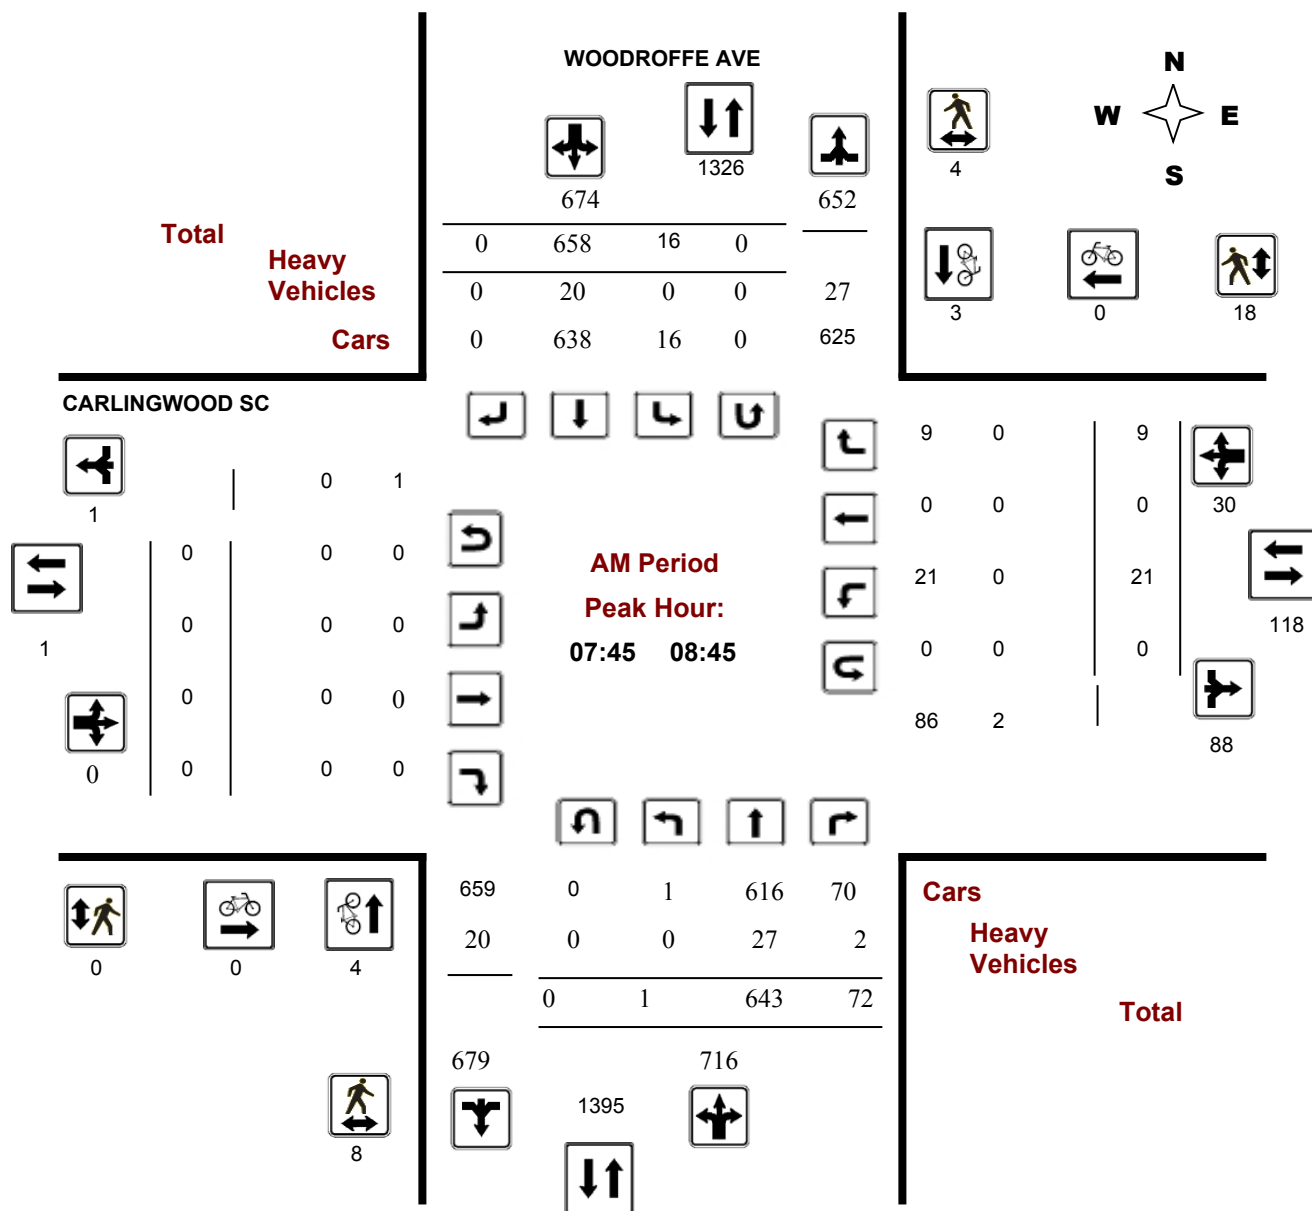 WOODROFFE AVE
N
W E
S
1326
4
674 652
Total
0 658 16 0
Heavy
Vehicles
0 20 0 0 27
Cars
0 638 16 0 625
3 0 18
CARLINGWOOD SC
9 0 9
0 1
1
0 0 0 30
0 0 0
AM Period
21 0 21
Peak Hour:
0 0 0
118
1
07:45 08:45
0 0 0
0 0 0
86 2
88
0
0 0 0
659 0 1 616 70
Cars
20 0 0 27 2
Heavy
Vehicles
0 0 4
0 1 643 72
Total
679 716
1395
8